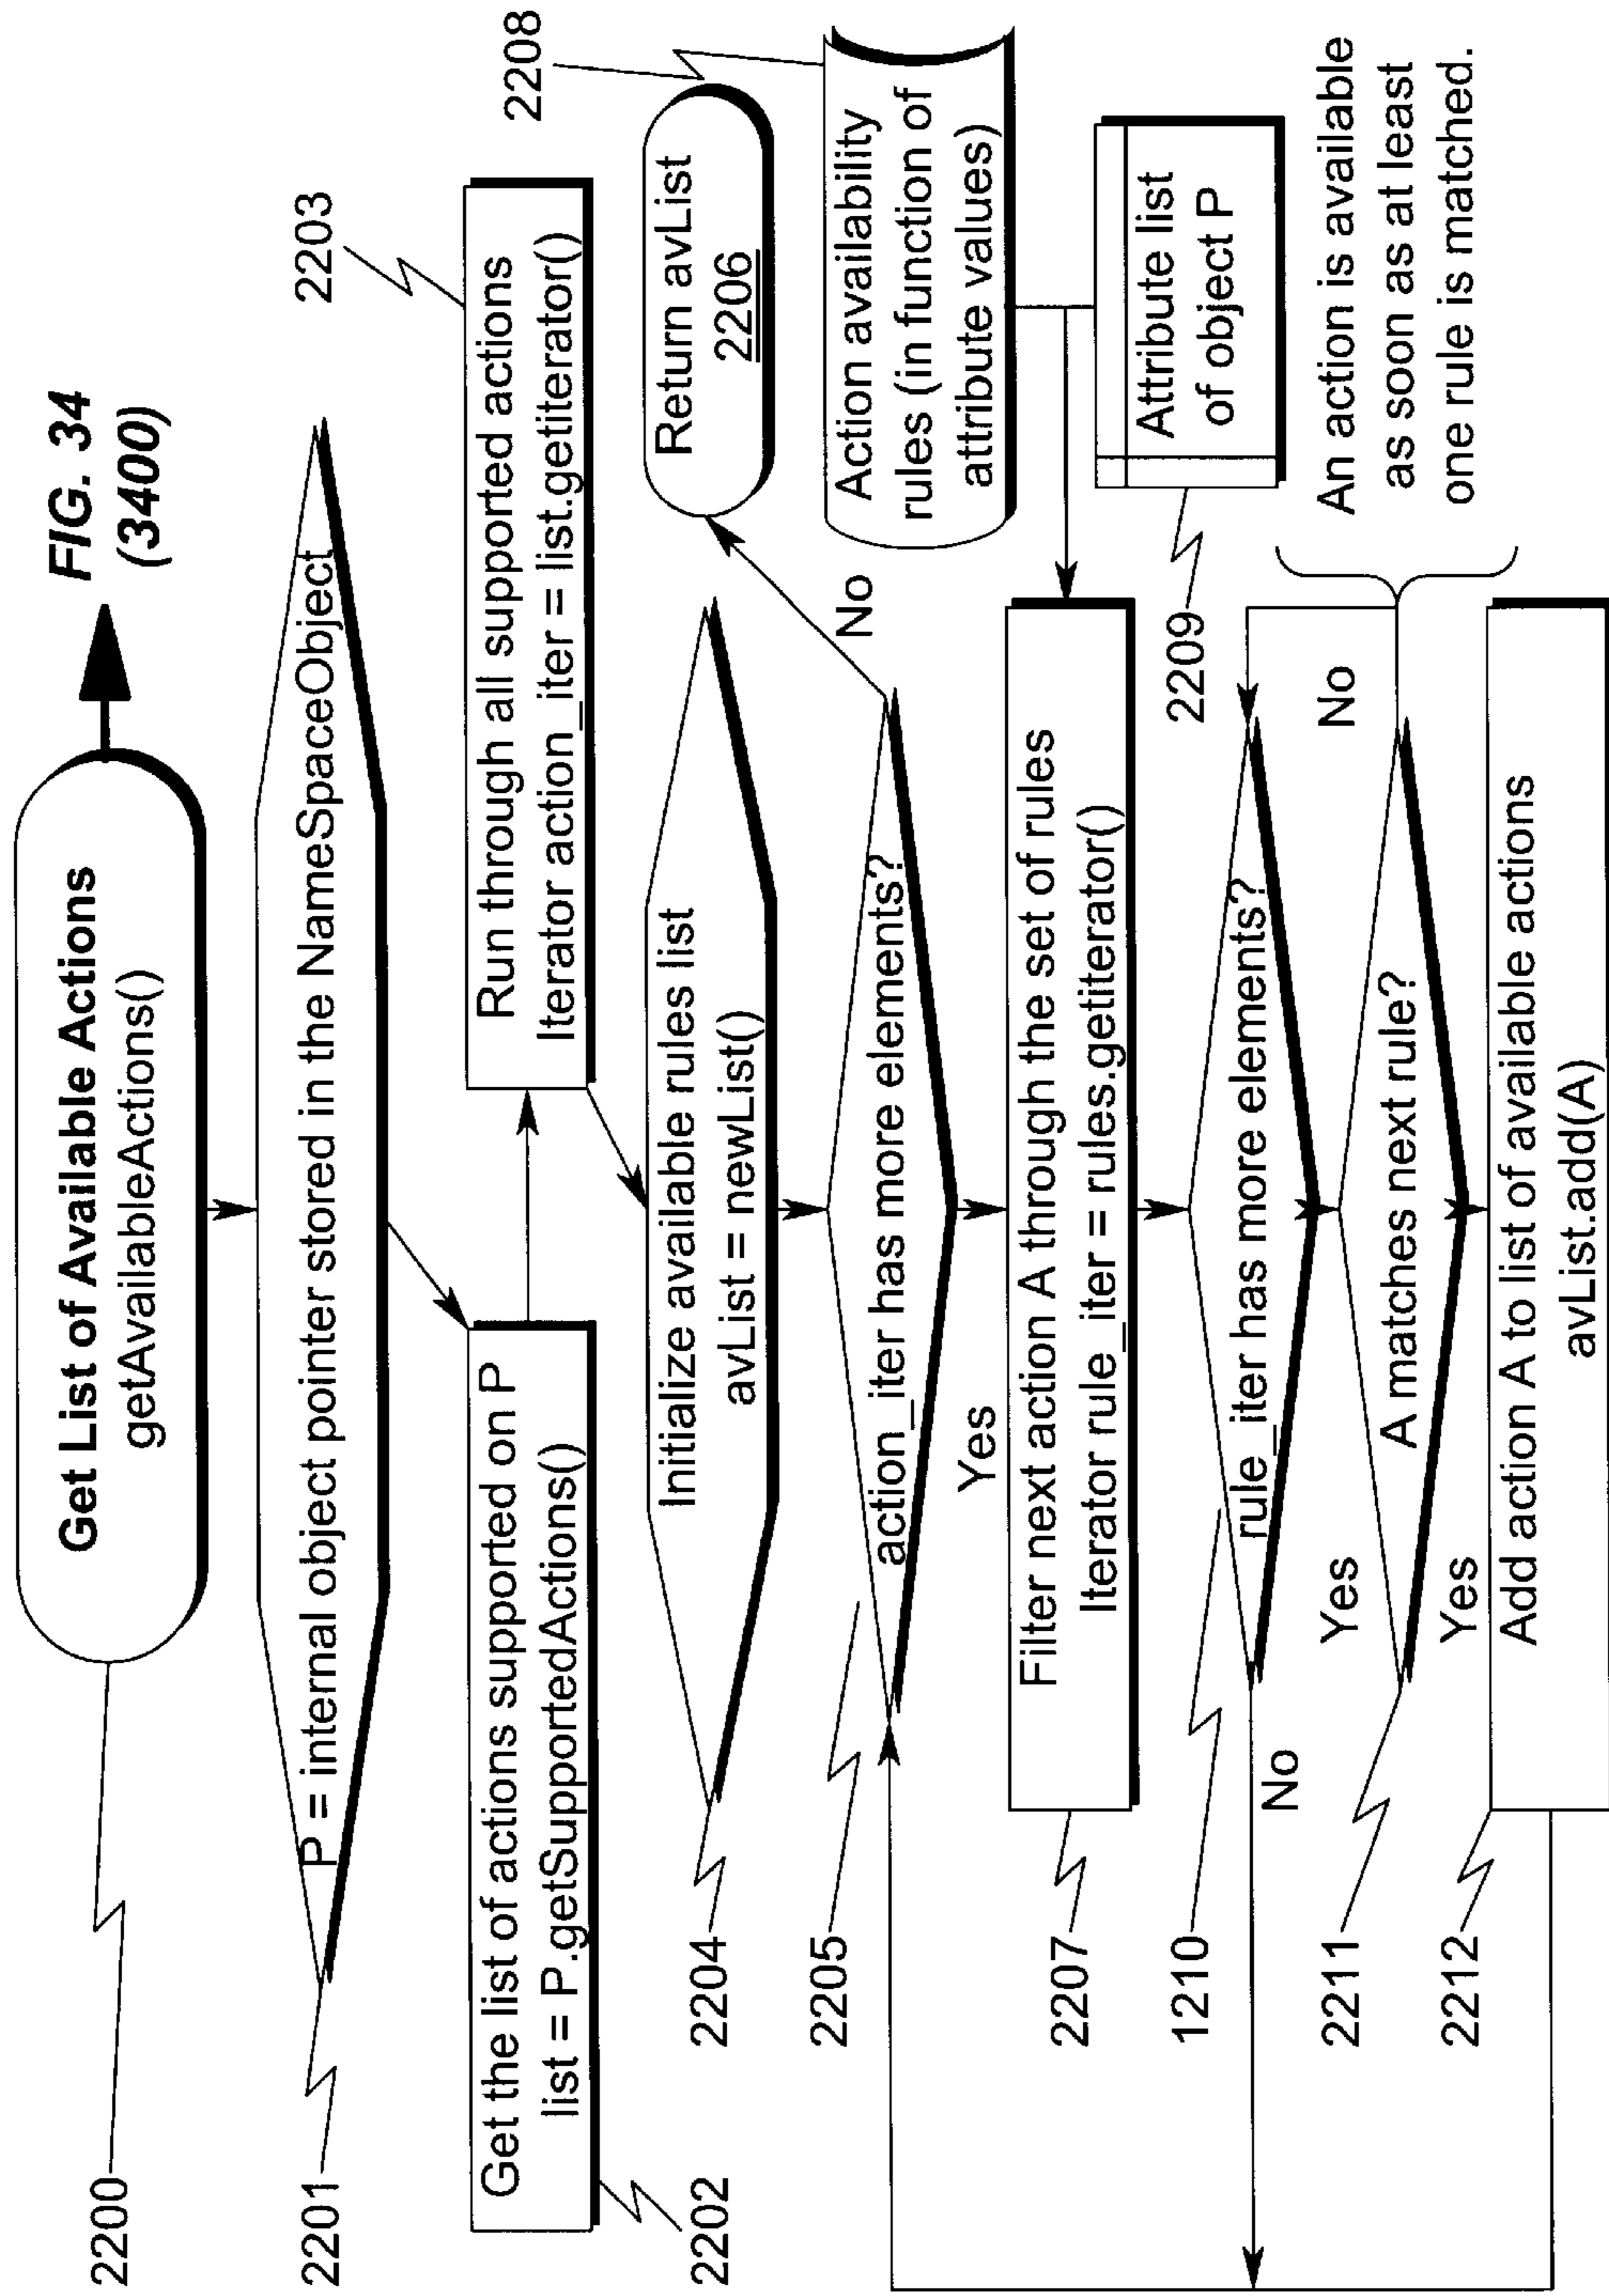 FIG. 34
(3400)
2200
Get List of Available Actions
getAvailableActions()
2201
P = internal object pointer stored in the NameSpaceObject
2202
Get the list of actions supported on P
list = P.getSupportedActions()
2203
Run through all supported actions
Iterator action_iter = list.getiterator()
2204
Initialize available rules list
avList = newList()
2205
action_iter has more elements?
No
Return avList
2206
Yes
2208
Action availability
rules (in function of
attribute values)
2207
Filter next action A through the set of rules
Iterator rule_iter = rules.getiterator()
2209
Attribute list
of object P
1210
rule_iter has more elements?
No
Yes
No
2211
A matches next rule?
Yes
An action is available
as soon as at least
one rule is matched.
2212
Add action A to list of available actions
avList.add(A)